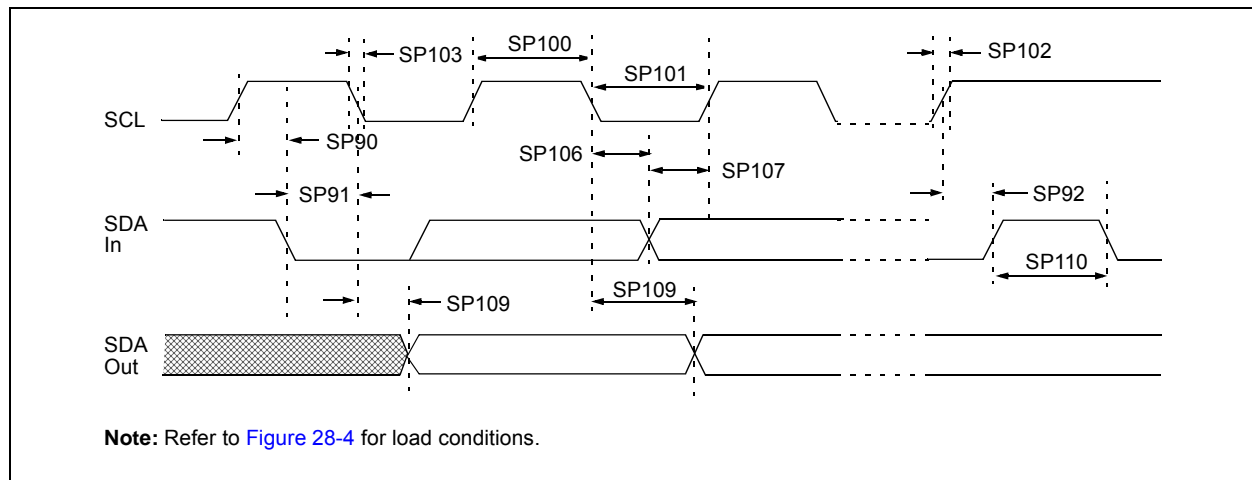 SP103
SP100
SP101
SP102
SCL
SP90
SP106
SP107
SP91
SP92
SDA
In
SP110
SP109
SP109
SDA
Out
Note: Refer to Figure 28-4 for load conditions.